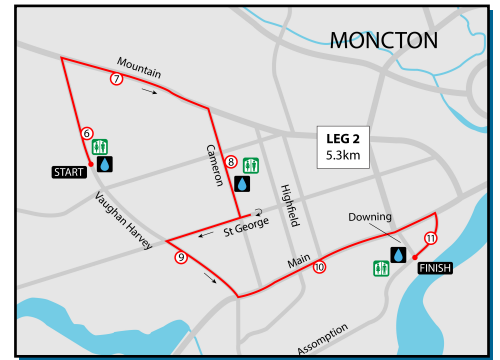 MONCTON
Mountain
7
6
START
LEG 2
5.3km
Cameron
8
Highfield
Vaughan Harvey
St George
Downing
9
Main
10
11
FINISH
Assomption